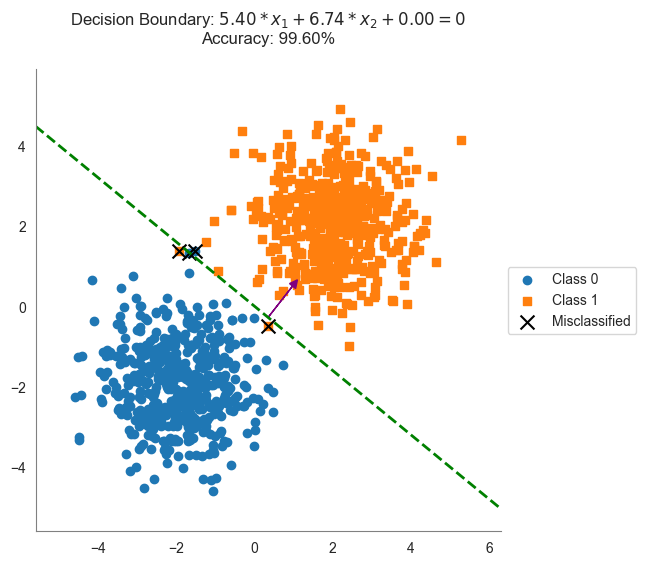 Decision Boundary: 5.40 * x₁ + 6.74 * x₂ + 0.00 = 0
Accuracy: 99.60%
4
2
0
−2
−4
−4 −2 0 2 4 6
Class 0
Class 1
Misclassified